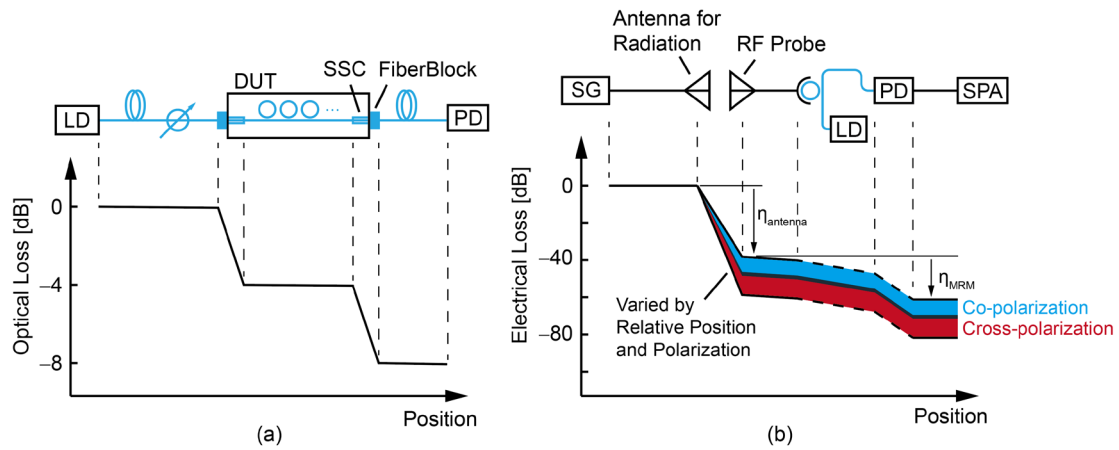 DUT
SSC
FiberBlock
LD
PD
...
Optical Loss [dB]
0
−4
−8
Position
(a)
Antenna for
Radiation
RF Probe
SG
PD
SPA
LD
Electrical Loss [dB]
0
−40
−80
ηantenna
ηMRM
Varied by
Relative Position
and Polarization
Co-polarization
Cross-polarization
Position
(b)